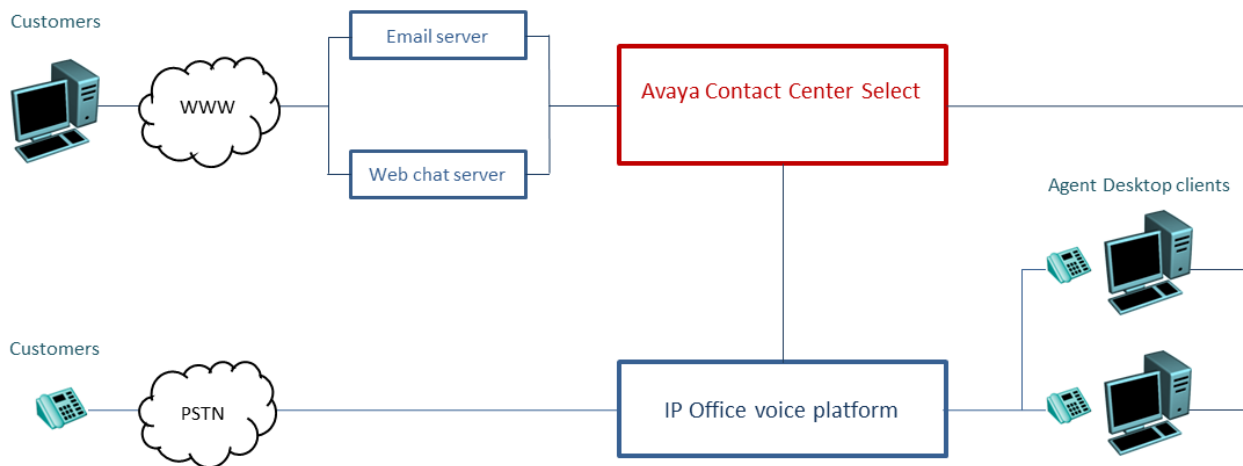 Customers
Email server
WWW
Avaya Contact Center Select
Web chat server
Agent Desktop clients
Customers
PSTN
IP Office voice platform